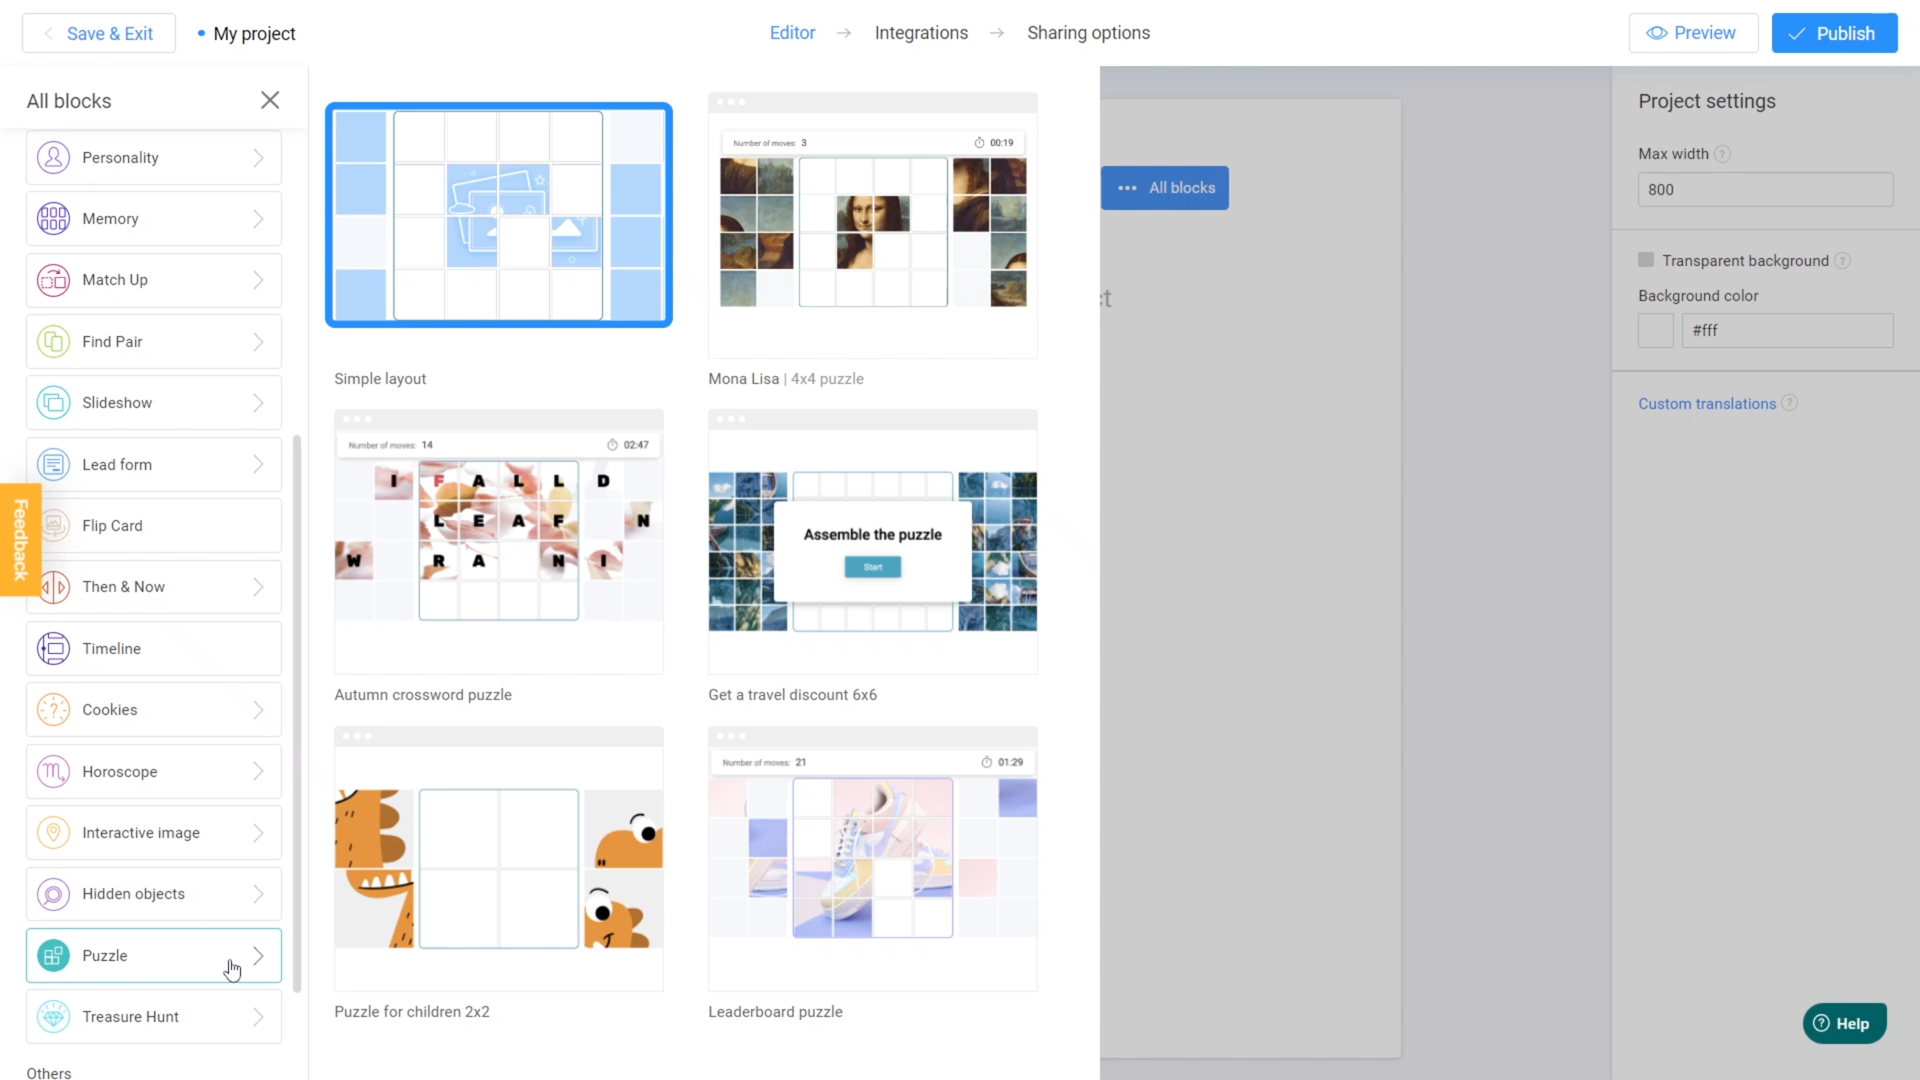 Save & Exit
My project
Editor
Integrations
Sharing options
Preview
Publish
All blocks
Personality
Memory
Match Up
Find Pair
Slideshow
Lead form
Flip Card
Then & Now
Timeline
Cookies
Horoscope
Interactive image
Hidden objects
Puzzle
Treasure Hunt
Others
Feedback
Simple layout
Number of moves: 3
00:19
Mona Lisa | 4x4 puzzle
Number of moves: 14
02:47
I F A L L D
L E A F N
W R A N I
Autumn crossword puzzle
Assemble the puzzle
Start
Get a travel discount 6x6
Puzzle for children 2x2
Number of moves: 21
01:29
Leaderboard puzzle
All blocks
ct
Project settings
Max width ?
800
Transparent background ?
Background color
#fff
Custom translations ?
? Help